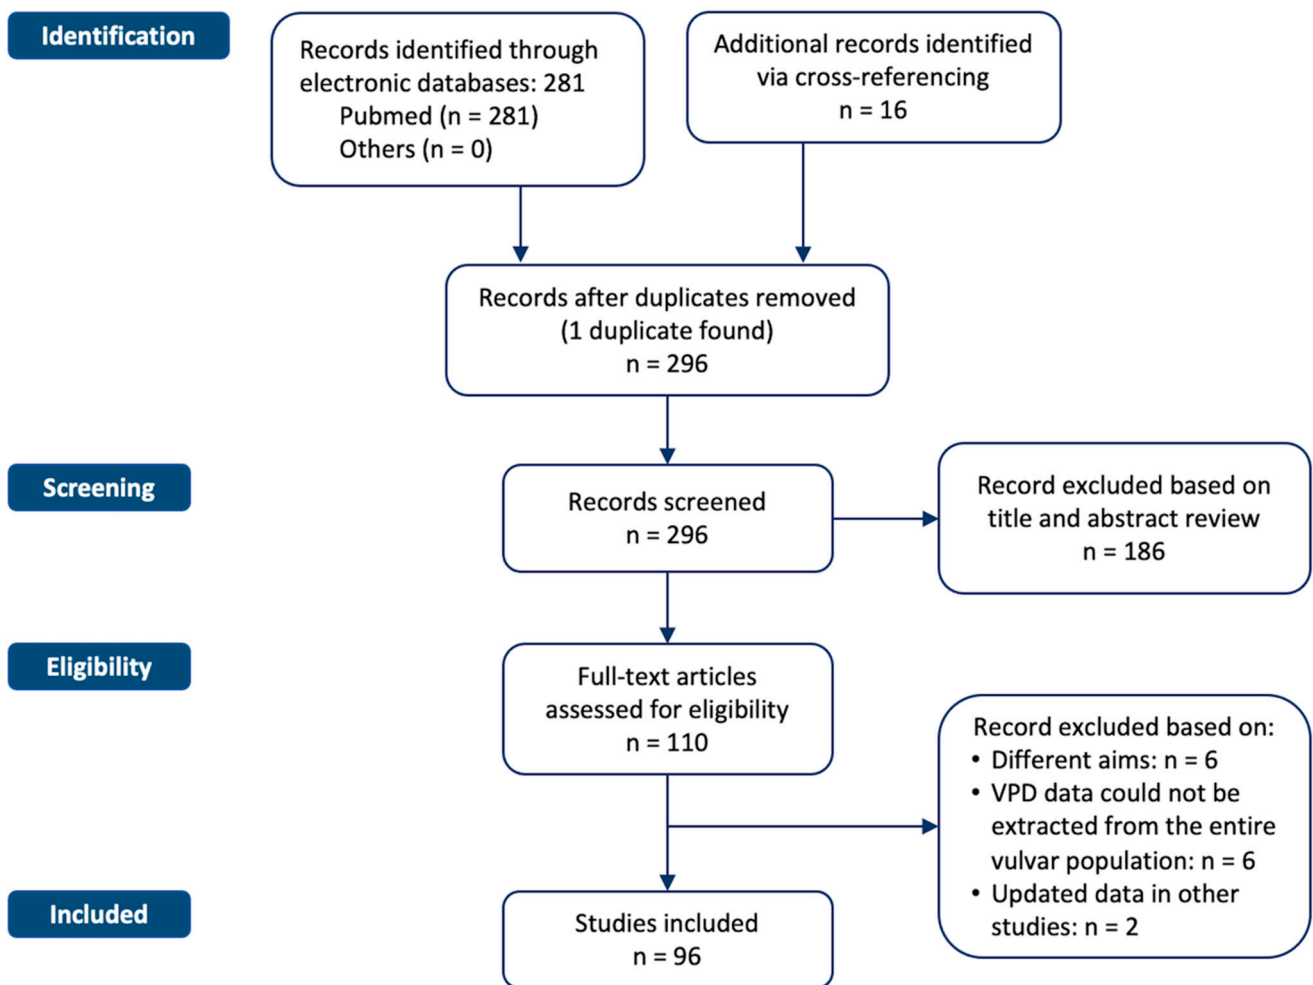 Identification
Records identified through
electronic databases: 281
Pubmed (n = 281)
Others (n = 0)
Additional records identified
via cross-referencing
n = 16
Records after duplicates removed
(1 duplicate found)
n = 296
Screening
Records screened
n = 296
Record excluded based on
title and abstract review
n = 186
Eligibility
Full-text articles
assessed for eligibility
n = 110
Record excluded based on:
• Different aims: n = 6
• VPD data could not be
extracted from the entire
vulvar population: n = 6
• Updated data in other
studies: n = 2
Included
Studies included
n = 96